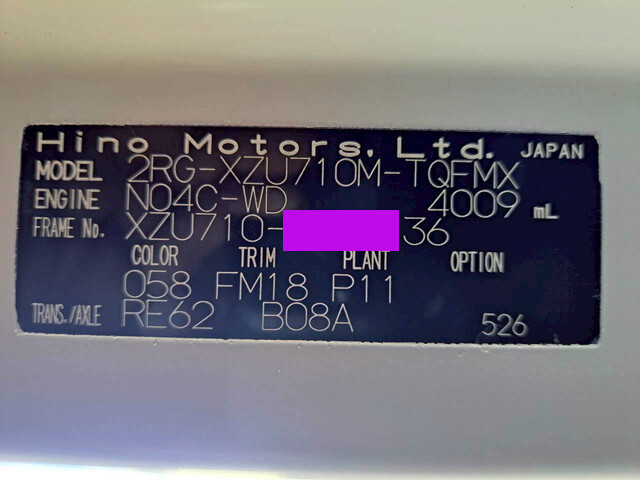 Hino Motors, Ltd. JAPAN
MODEL 2RG-XZU710M-TQFMX
ENGINE N04C-WD 4009 mL
FRAME No. XZU710- 36
COLOR TRIM PLANT OPTION
058 FM18 P11
TRANS./AXLE RE62 B08A 526